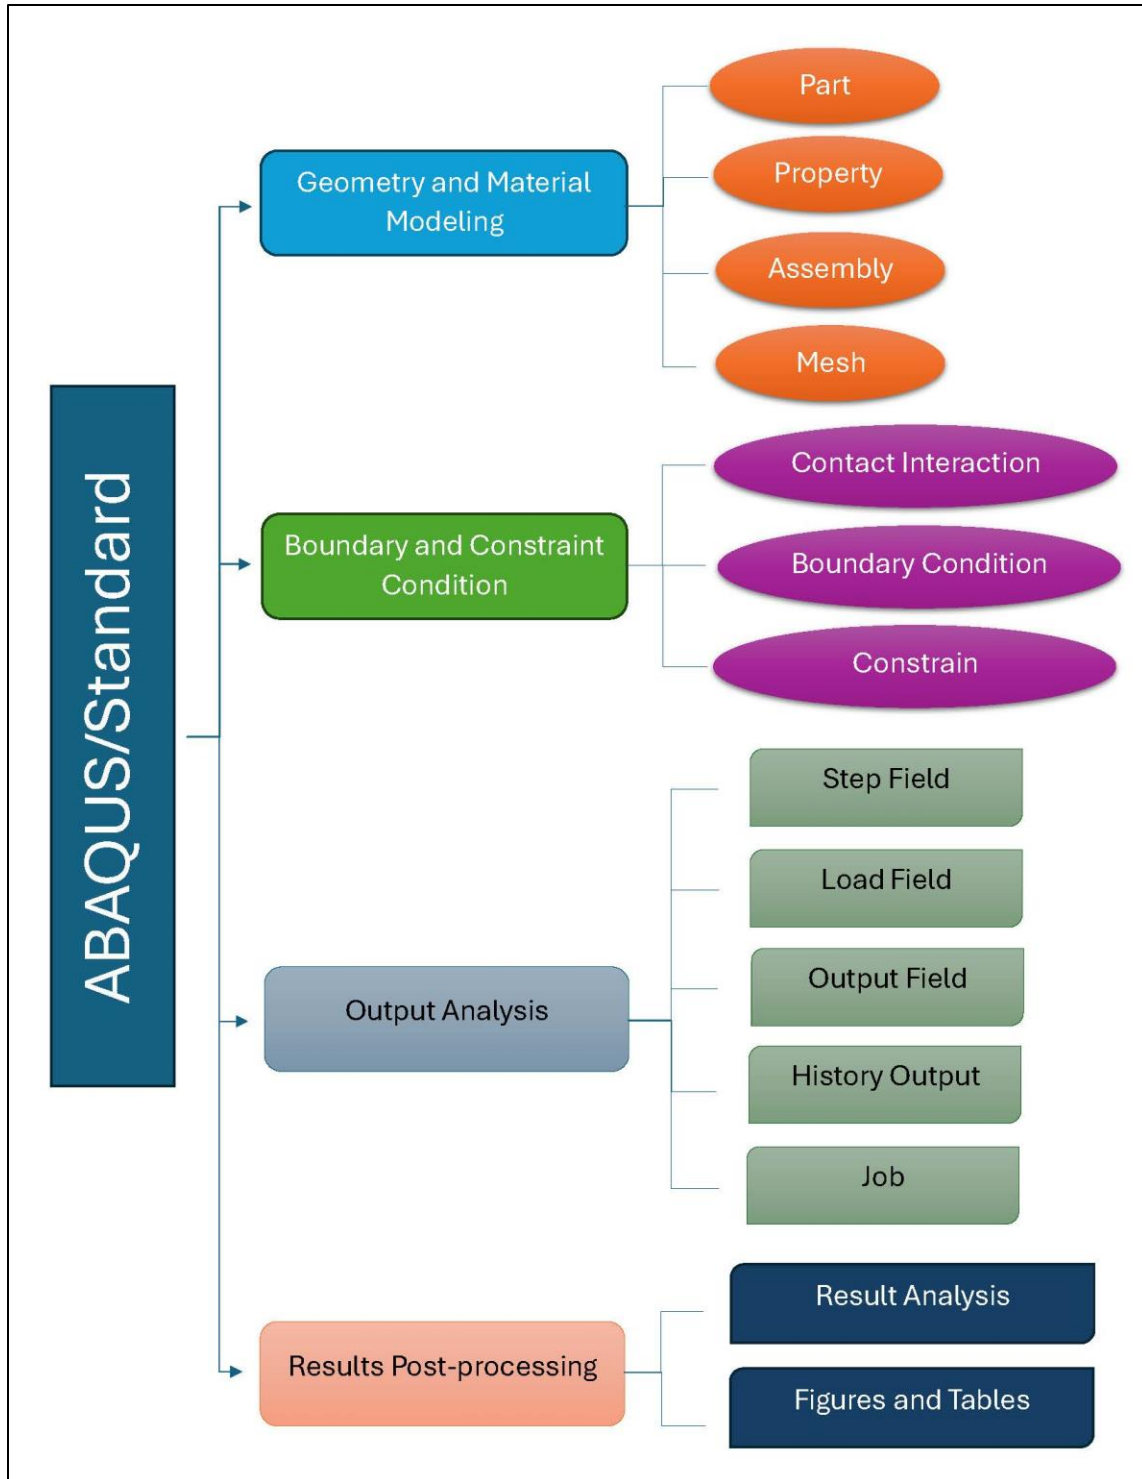 ABAQUS/Standard
Geometry and Material
Modeling
Part
Property
Assembly
Mesh
Boundary and Constraint
Condition
Contact Interaction
Boundary Condition
Constrain
Output Analysis
Step Field
Load Field
Output Field
History Output
Job
Results Post-processing
Result Analysis
Figures and Tables